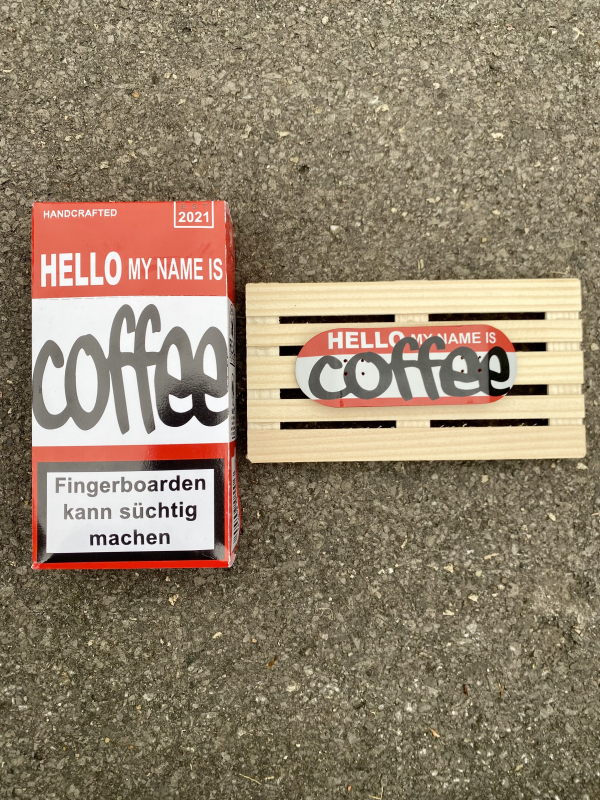 HANDCRAFTED
2021
HELLO MY NAME IS
coffee
Fingerboarden
kann süchtig
machen
HELLO MY NAME IS
coffee